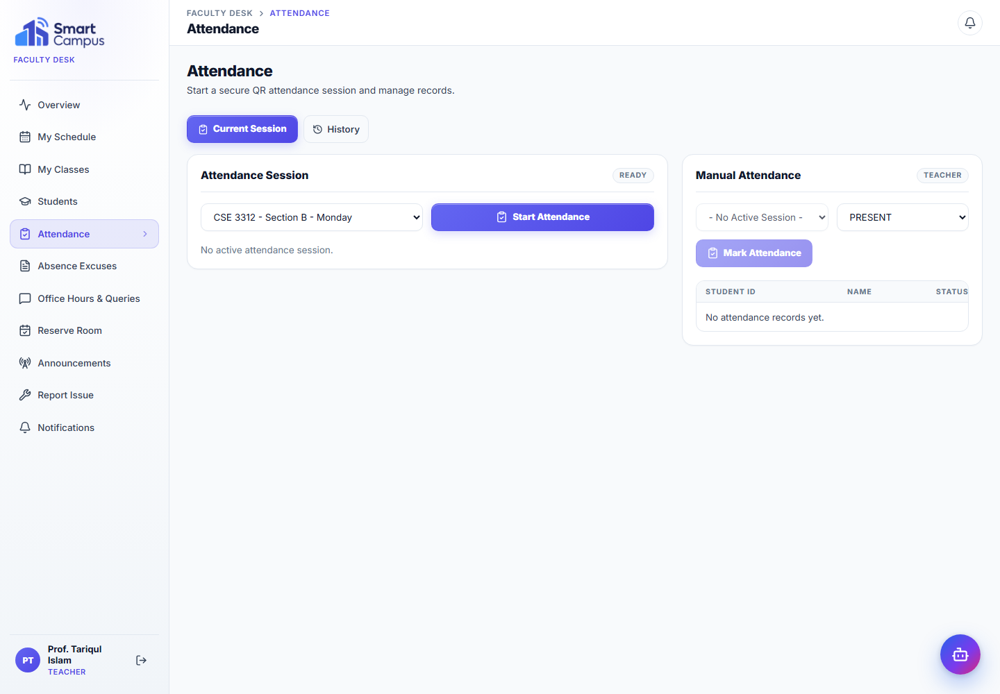 Smart
Campus
FACULTY DESK
Overview
My Schedule
My Classes
Students
Attendance
Absence Excuses
Office Hours & Queries
Reserve Room
Announcements
Report Issue
Notifications
PT
Prof. Tariqul
Islam
TEACHER
FACULTY DESK > ATTENDANCE
Attendance
Attendance
Start a secure QR attendance session and manage records.
Current Session
History
Attendance Session
READY
CSE 3312 - Section B - Monday
Start Attendance
No active attendance session.
Manual Attendance
TEACHER
- No Active Session -
PRESENT
Mark Attendance
STUDENT ID NAME STATUS
No attendance records yet.